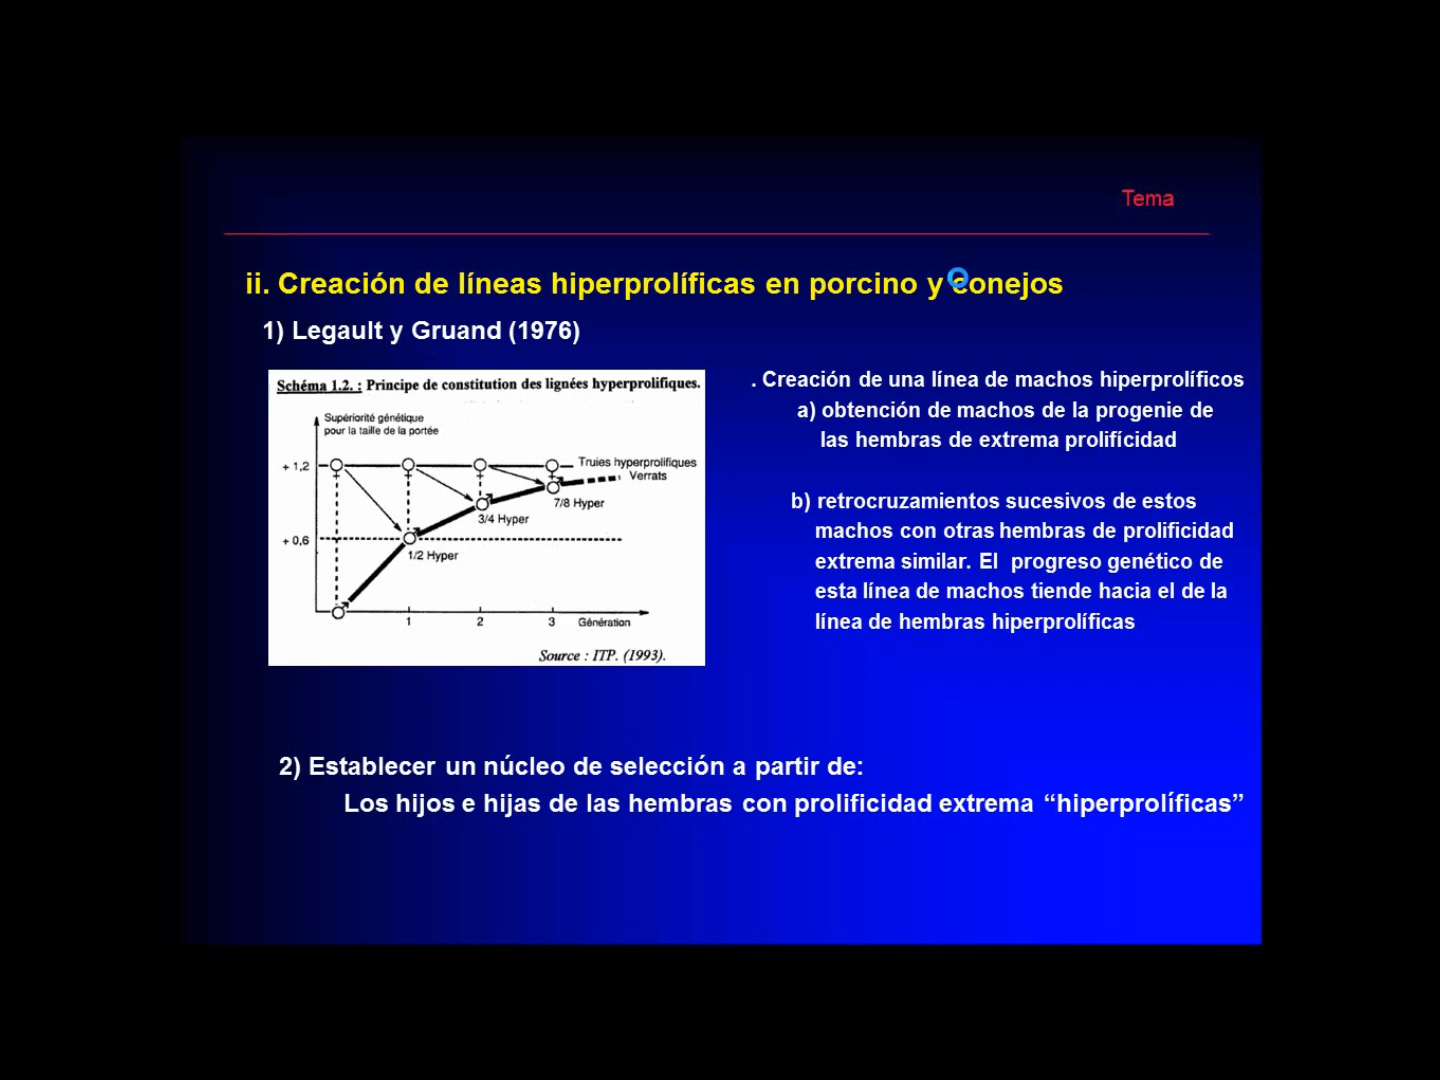 Tema
ii. Creación de líneas hiperprolíficas en porcino y conejos
1) Legault y Gruand (1976)
Schéma 1.2. : Principe de constitution des lignées hyperprolifiques.
Supériorité génétique
pour la taille de la portée
+ 1,2
Truies hyperprolifiques
Verrats
7/8 Hyper
3/4 Hyper
+ 0,6
1/2 Hyper
1 2 3 Génération
Source : ITP. (1993).
. Creación de una línea de machos hiperprolíficos
a) obtención de machos de la progenie de
las hembras de extrema prolifícidad
b) retrocruzamientos sucesivos de estos
machos con otras hembras de prolificidad
extrema similar. El progreso genético de
esta línea de machos tiende hacia el de la
línea de hembras hiperprolíficas
2) Establecer un núcleo de selección a partir de:
Los hijos e hijas de las hembras con prolificidad extrema “hiperprolíficas”